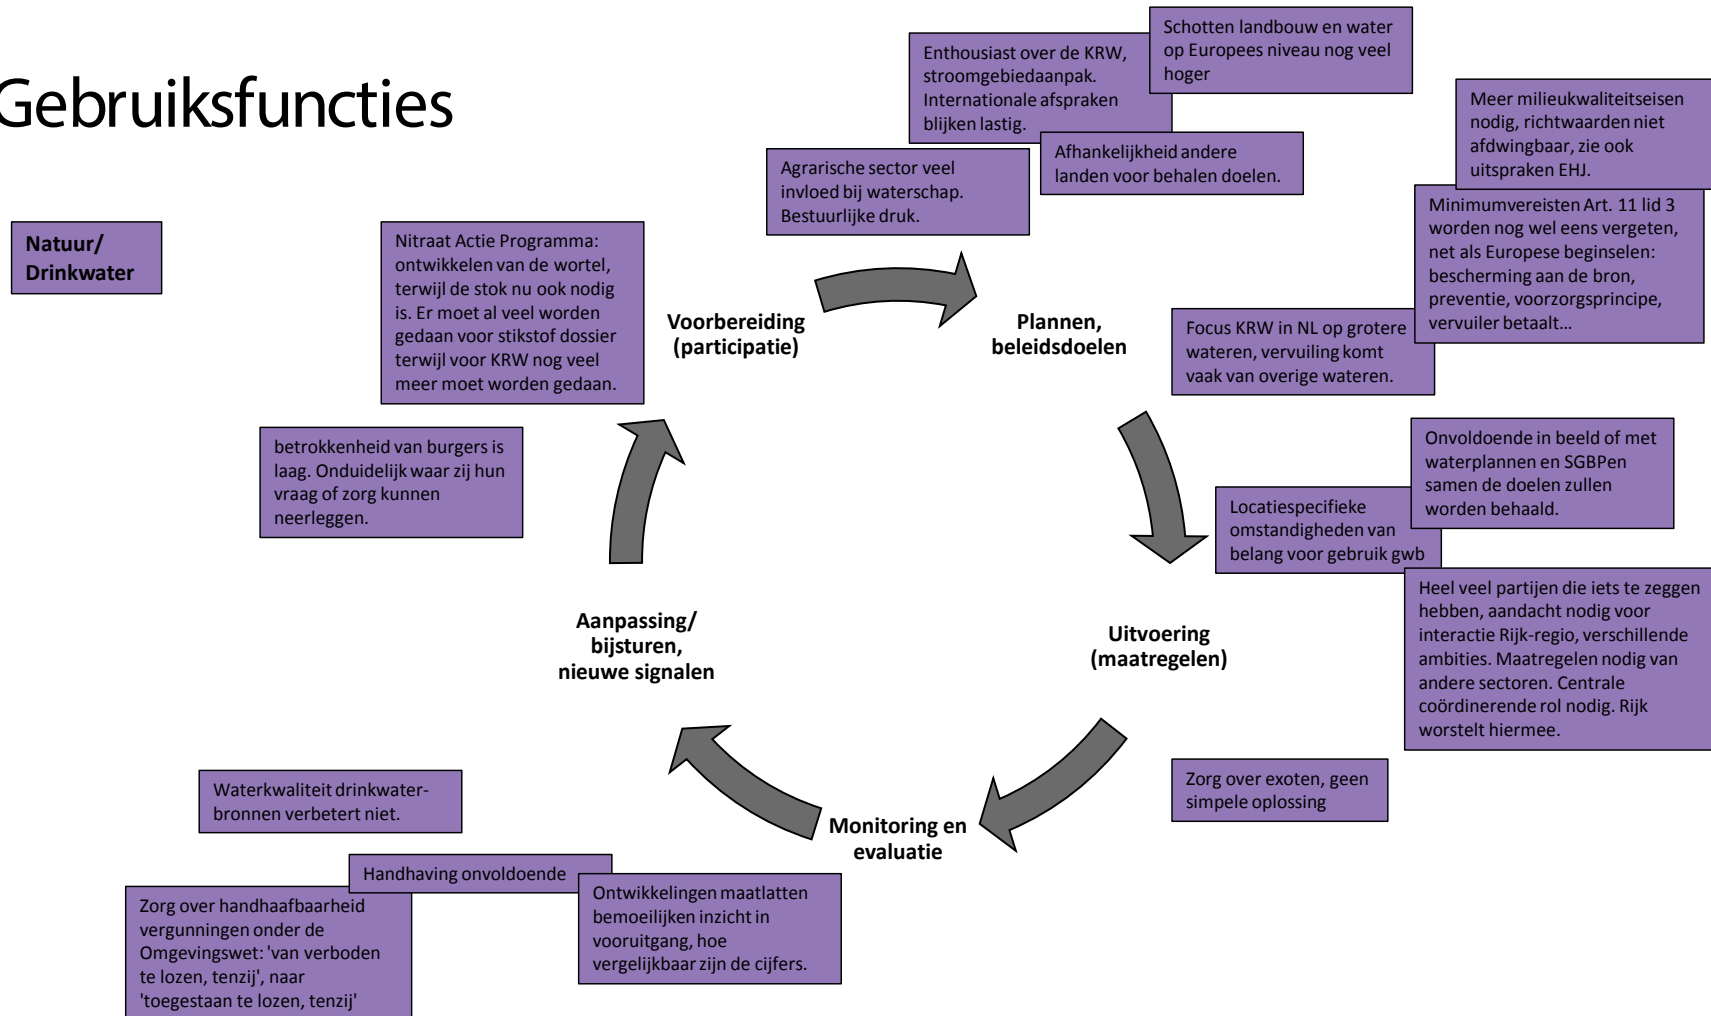 Gebruiksfuncties
Natuur/
Drinkwater
Nitraat Actie Programma:
ontwikkelen van de wortel,
terwijl de stok nu ook nodig
is. Er moet al veel worden
gedaan voor stikstof dossier
terwijl voor KRW nog veel
meer moet worden gedaan.
betrokkenheid van burgers is
laag. Onduidelijk waar zij hun
vraag of zorg kunnen
neerleggen.
Voorbereiding
(participatie)
Agrarische sector veel
invloed bij waterschap.
Bestuurlijke druk.
Enthousiast over de KRW,
stroomgebiedaanpak.
Internationale afspraken
blijken lastig.
Schotten landbouw en water
op Europees niveau nog veel
hoger
Afhankelijkheid andere
landen voor behalen doelen.
Plannen,
beleidsdoelen
Meer milieukwaliteitseisen
nodig, richtwaarden niet
afdwingbaar, zie ook
uitspraken EHJ.
Minimumvereisten Art. 11 lid 3
worden nog wel eens vergeten,
net als Europese beginselen:
bescherming aan de bron,
preventie, voorzorgsprincipe,
vervuiler betaalt…
Focus KRW in NL op grotere
wateren, vervuiling komt
vaak van overige wateren.
Onvoldoende in beeld of met
waterplannen en SGBPen
samen de doelen zullen
worden behaald.
Locatiespecifieke
omstandigheden van
belang voor gebruik gwb
Heel veel partijen die iets te zeggen
hebben, aandacht nodig voor
interactie Rijk-regio, verschillende
ambities. Maatregelen nodig van
andere sectoren. Centrale
coördinerende rol nodig. Rijk
worstelt hiermee.
Uitvoering
(maatregelen)
Zorg over exoten, geen
simpele oplossing
Monitoring en
evaluatie
Aanpassing/
bijsturen,
nieuwe signalen
Waterkwaliteit drinkwater-
bronnen verbetert niet.
Handhaving onvoldoende
Zorg over handhaafbaarheid
vergunningen onder de
Omgevingswet: 'van verboden
te lozen, tenzij', naar
'toegestaan te lozen, tenzij'
Ontwikkelingen maatlatten
bemoeilijken inzicht in
vooruitgang, hoe
vergelijkbaar zijn de cijfers.